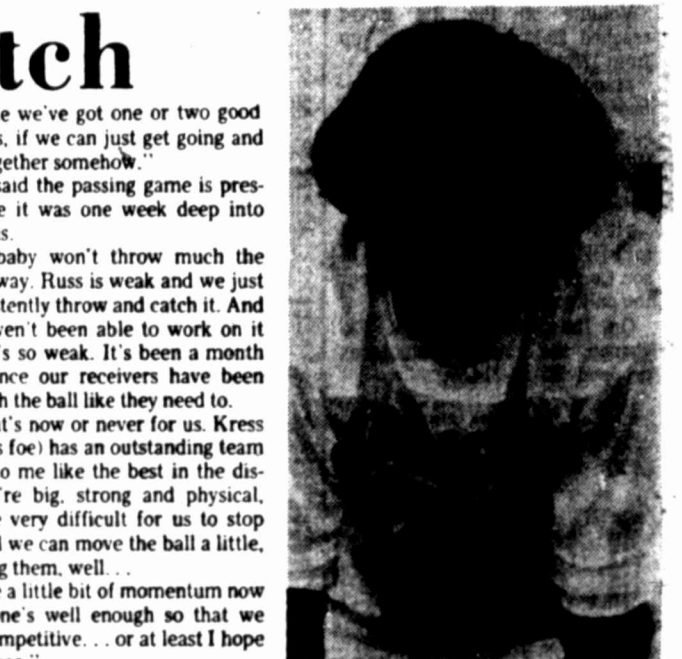 tch
e we've got one or two good
s, if we can just get going and
gether somehow."
said the passing game is pres-
e it was one week deep into
s.
baby won't throw much the
way. Russ is weak and we just
tently throw and catch it. And
ven't been able to work on it
's so weak. It's been a month
nce our receivers have been
h the ball like they need to.
t's now or never for us. Kress
s foe) has an outstanding team
o me like the best in the dis-
're big, strong and physical,
e very difficult for us to stop
d we can move the ball a little,
g them, well. . .
e a little bit of momentum now
one's well enough so that we
mpetitive. . . or at least I hope